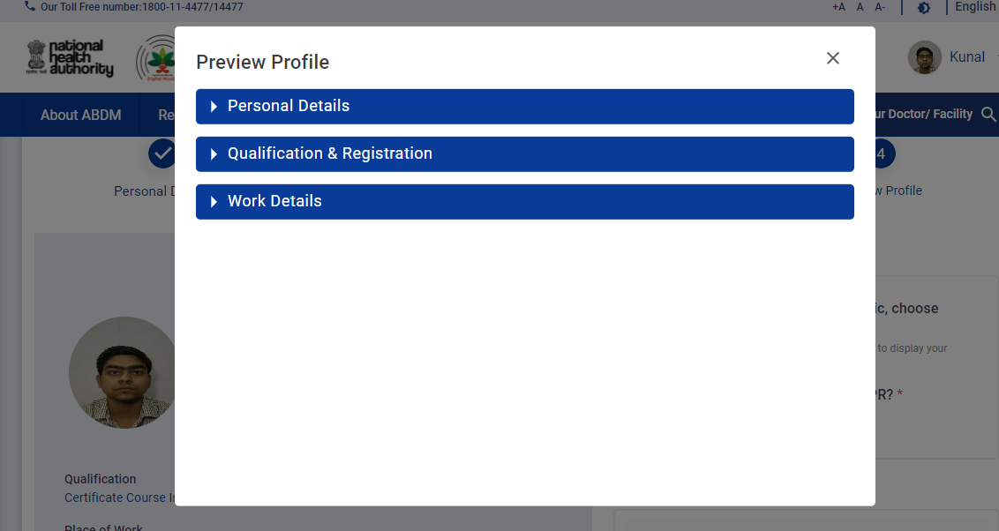 Our Toll Free number:1800-11-4477/14477
+A A A- English
national
health
authority
Kunal
Preview Profile
Personal Details
Qualification & Registration
Work Details
About ABDM
Re
ur Doctor/ Facility
4
Personal D
w Profile
ic, choose
to display your
PR? *
Qualification
Certificate Course I
Place of Work